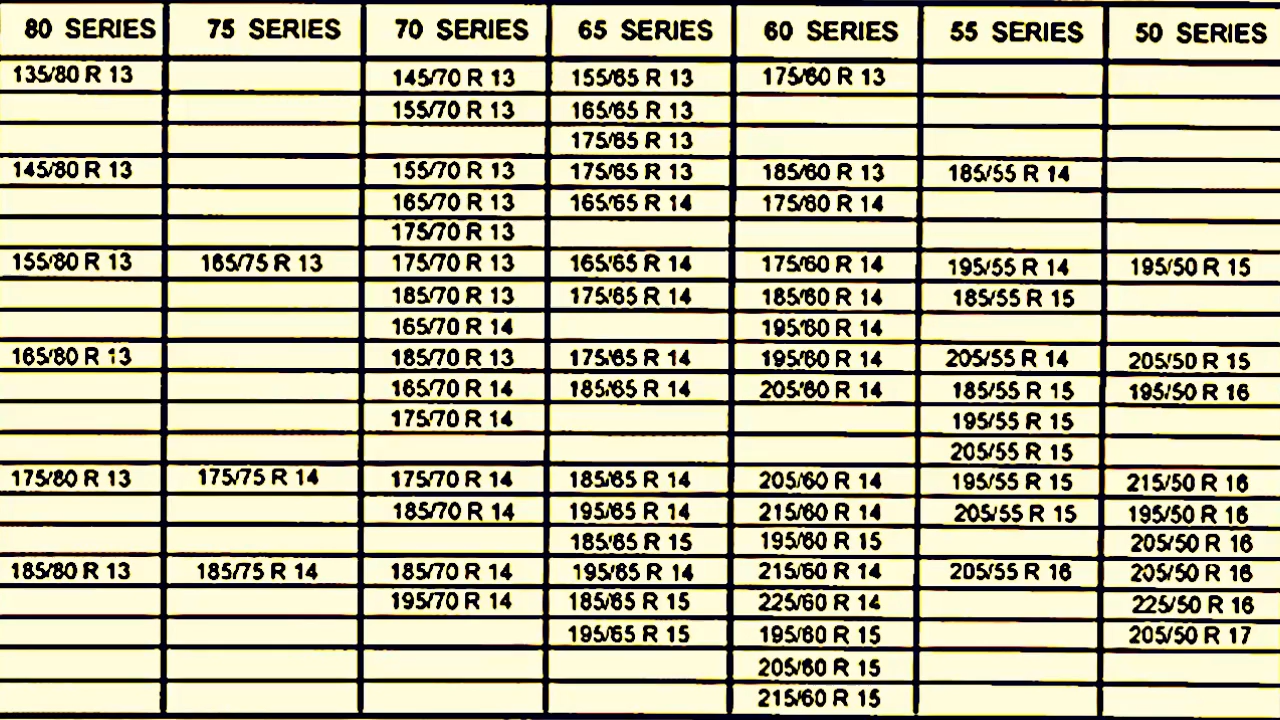 80 SERIES 75 SERIES 70 SERIES 65 SERIES 60 SERIES 55 SERIES 50 SERIES
135/80 R 13 145/70 R 13 155/65 R 13 175/60 R 13
155/70 R 13 165/65 R 13
175/65 R 13
145/80 R 13 155/70 R 13 175/65 R 13 185/60 R 13 185/55 R 14
165/70 R 13 165/65 R 14 175/60 R 14
175/70 R 13
155/80 R 13 165/75 R 13 175/70 R 13 165/65 R 14 175/60 R 14 195/55 R 14 195/50 R 15
185/70 R 13 175/65 R 14 185/60 R 14 185/55 R 15
165/70 R 14 195/60 R 14
165/80 R 13 185/70 R 13 175/65 R 14 195/60 R 14 205/55 R 14 205/50 R 15
165/70 R 14 185/65 R 14 205/60 R 14 185/55 R 15 195/50 R 16
175/70 R 14 195/55 R 15
205/55 R 15
175/80 R 13 175/75 R 14 175/70 R 14 185/65 R 14 205/60 R 14 195/55 R 15 215/50 R 16
185/70 R 14 195/65 R 14 215/60 R 14 205/55 R 15 195/50 R 16
185/65 R 15 195/60 R 15 205/50 R 16
185/80 R 13 185/75 R 14 185/70 R 14 195/65 R 14 215/60 R 14 205/55 R 16 205/50 R 16
195/70 R 14 185/65 R 15 225/60 R 14 225/50 R 16
195/65 R 15 195/60 R 15 205/50 R 17
205/60 R 15
215/60 R 15